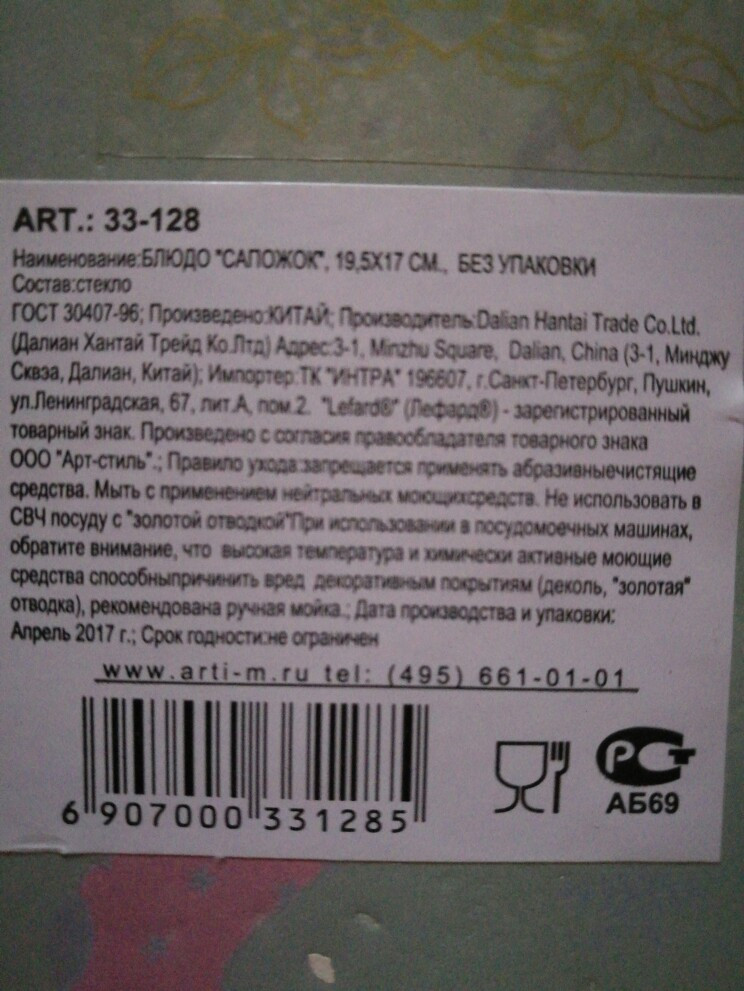 ART.: 33-128
Наименование:БЛЮДО "САПОЖОК", 19,5X17 СМ., БЕЗ УПАКОВКИ
Состав:стекло
ГОСТ 30407-96; Произведено:КИТАЙ; Производитель:Dalian Hantai Trade Co.Ltd.
(Далиан Хантай Трейд Ко.Лтд) Адрес:3-1, Minzhu Square, Dalian, China (3-1, Минджу
Сквэа, Далиан, Китай); Импортер:ТК "ИНТРА" 196607, г.Санкт-Петербург, Пушкин,
ул.Ленинградская, 67, лит.А, пом.2. "Lefard®" (Лефард®) - зарегистрированный
товарный знак. Произведено с согласия правообладателя товарного знака
ООО "Арт-стиль".; Правило ухода:запрещается применять абразивныечистящие
средства. Мыть с применением нейтральных моющихсредств. Не использовать в
СВЧ посуду с "золотой отводкой"При использовании в посудомоечных машинах,
обратите внимание, что высокая температура и химически активные моющие
средства способныпричинить вред декоративным покрытиям (деколь, "золотая"
отводка), рекомендована ручная мойка.; Дата производства и упаковки:
Апрель 2017 г.; Срок годности:не ограничен
www.arti-m.ru tel: (495) 661-01-01
6 907000 331285
РСТ
АБ69